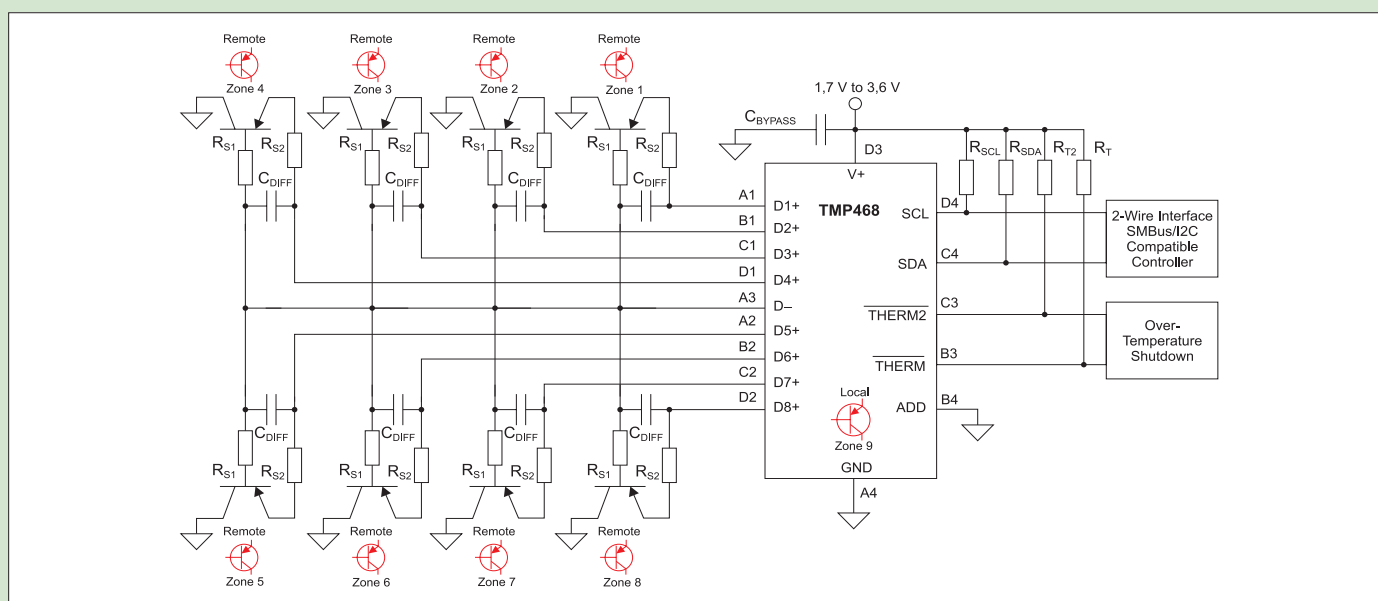 Remote Remote Remote Remote
Zone 4 Zone 3 Zone 2 Zone 1
1,7 V to 3,6 V
C_BYPASS
R_S1 R_S2 R_S1 R_S2 R_S1 R_S2 R_S1 R_S2
R_SCL R_SDA R_T2 R_T
D3
V+
C_DIFF C_DIFF C_DIFF C_DIFF
TMP468
A1 D1+
B1 D2+
C1 D3+
D1 D4+
A3 D–
A2 D5+
B2 D6+
C2 D7+
D2 D8+
SCL D4
SDA C4
THERM2 C3
THERM B3
ADD B4
2-Wire Interface
SMBus/I2C
Compatible
Controller
Over-
Temperature
Shutdown
Local
Zone 9
GND
A4
C_DIFF C_DIFF C_DIFF C_DIFF
R_S1 R_S2 R_S1 R_S2 R_S1 R_S2 R_S1 R_S2
Remote Remote Remote Remote
Zone 5 Zone 6 Zone 7 Zone 8